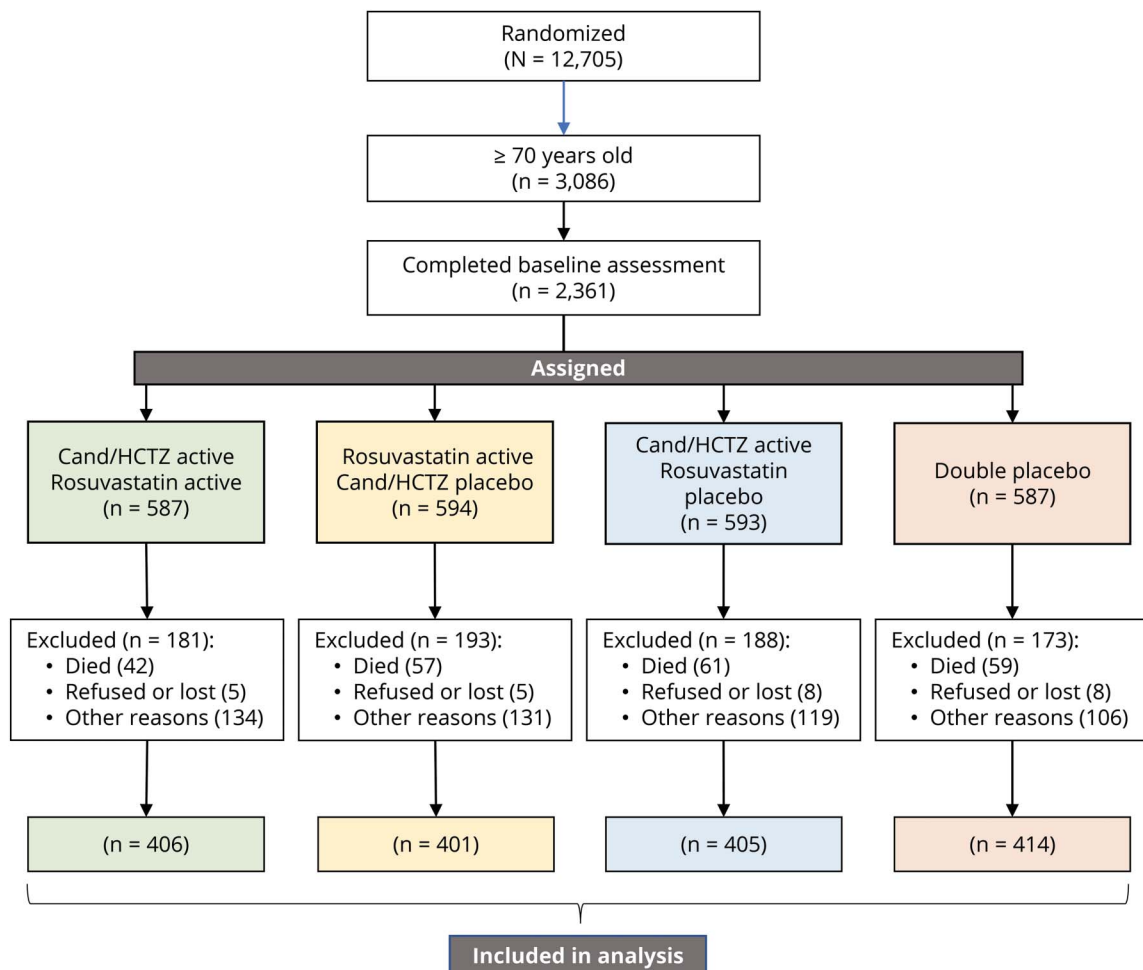 Randomized
(N = 12,705)
≥ 70 years old
(n = 3,086)
Completed baseline assessment
(n = 2,361)
Assigned
Cand/HCTZ active
Rosuvastatin active
(n = 587)
Rosuvastatin active
Cand/HCTZ placebo
(n = 594)
Cand/HCTZ active
Rosuvastatin
placebo
(n = 593)
Double placebo
(n = 587)
Excluded (n = 181):
• Died (42)
• Refused or lost (5)
• Other reasons (134)
Excluded (n = 193):
• Died (57)
• Refused or lost (5)
• Other reasons (131)
Excluded (n = 188):
• Died (61)
• Refused or lost (8)
• Other reasons (119)
Excluded (n = 173):
• Died (59)
• Refused or lost (8)
• Other reasons (106)
(n = 406)
(n = 401)
(n = 405)
(n = 414)
Included in analysis